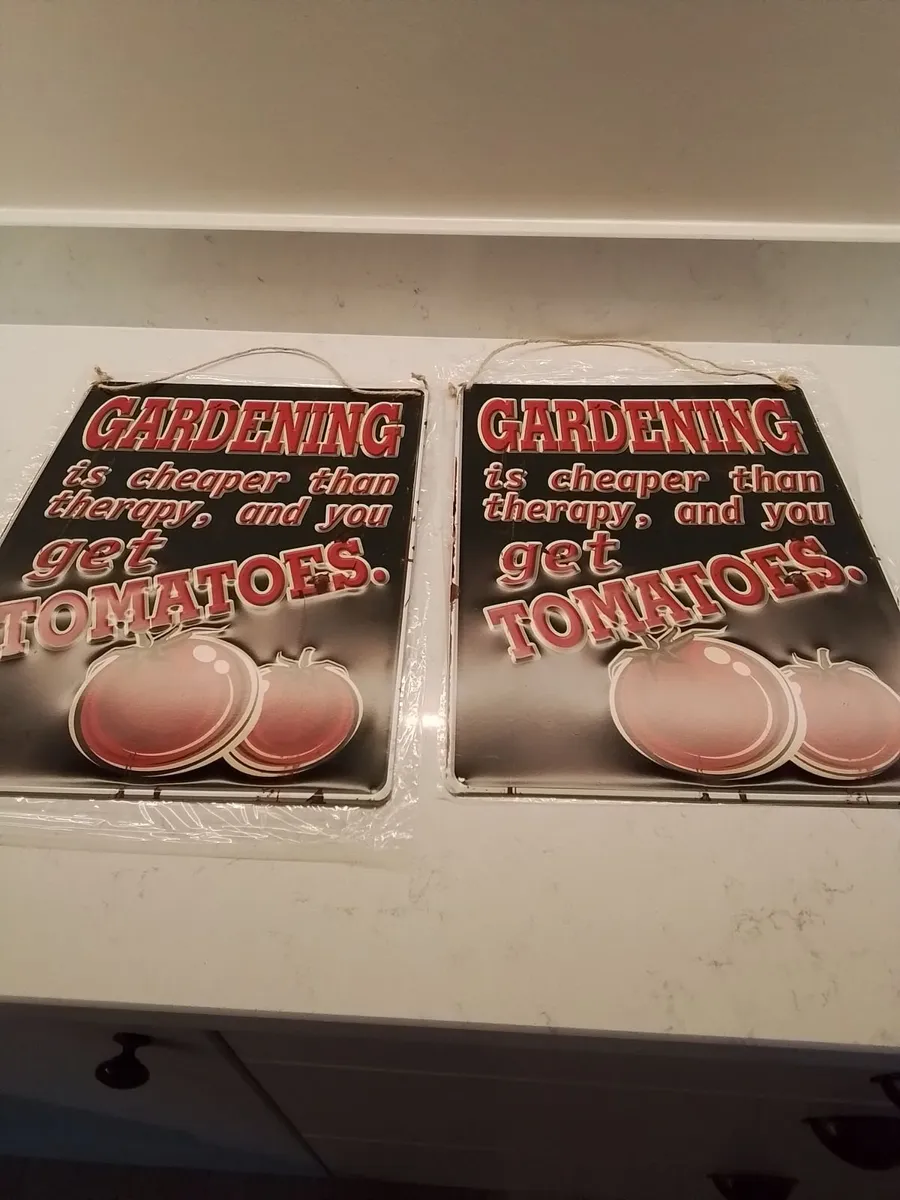 GARDENING
is cheaper than
therapy, and you
get
TOMATOES.
GARDENING
is cheaper than
therapy, and you
get
TOMATOES.